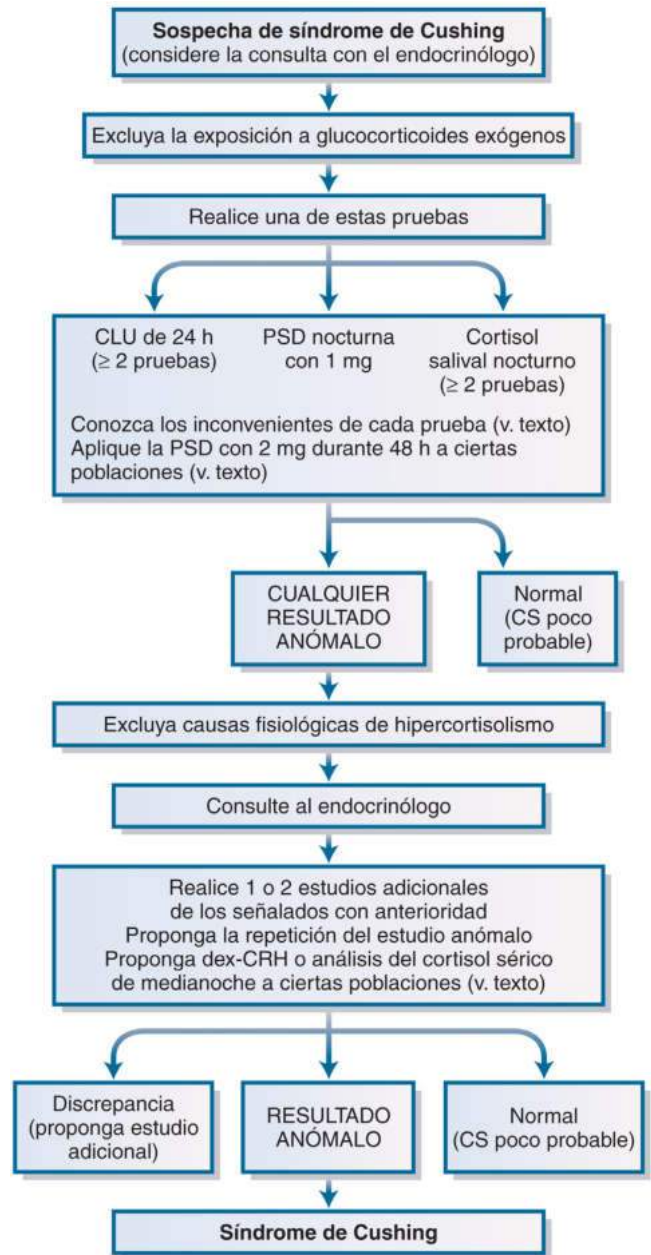 Sospecha de síndrome de Cushing
(considere la consulta con el endocrinólogo)
Excluya la exposición a glucocorticoides exógenos
Realice una de estas pruebas
CLU de 24 h
(≥ 2 pruebas)
PSD nocturna
con 1 mg
Cortisol
salival nocturno
(≥ 2 pruebas)
Conozca los inconvenientes de cada prueba (v. texto)
Aplique la PSD con 2 mg durante 48 h a ciertas
poblaciones (v. texto)
CUALQUIER
RESULTADO
ANÓMALO
Normal
(CS poco
probable)
Excluya causas fisiológicas de hipercortisolismo
Consulte al endocrinólogo
Realice 1 o 2 estudios adicionales
de los señalados con anterioridad
Proponga la repetición del estudio anómalo
Proponga dex-CRH o análisis del cortisol sérico
de medianoche a ciertas poblaciones (v. texto)
Discrepancia
(proponga estudio
adicional)
RESULTADO
ANÓMALO
Normal
(CS poco probable)
Síndrome de Cushing